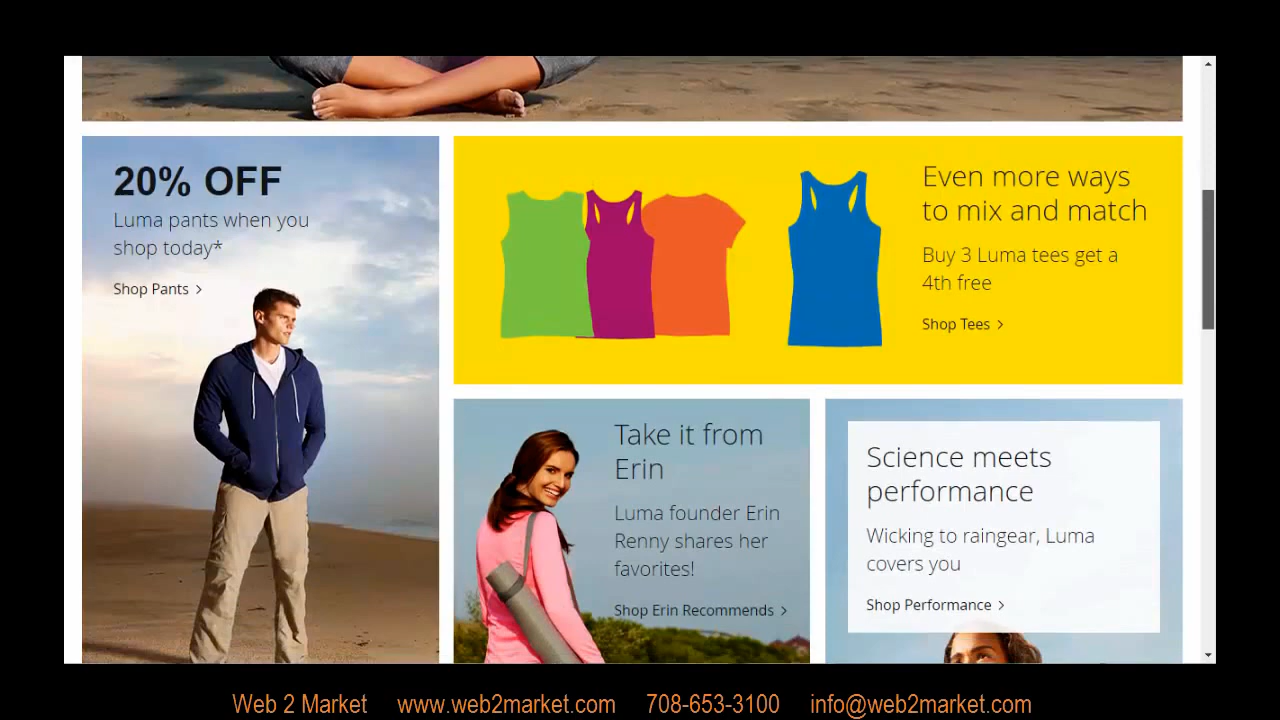 20% OFF
Luma pants when you
shop today*
Shop Pants >
Even more ways
to mix and match
Buy 3 Luma tees get a
4th free
Shop Tees >
Take it from
Erin
Luma founder Erin
Renny shares her
favorites!
Shop Erin Recommends >
Science meets
performance
Wicking to raingear, Luma
covers you
Shop Performance >
Web 2 Market www.web2market.com 708-653-3100 info@web2market.com